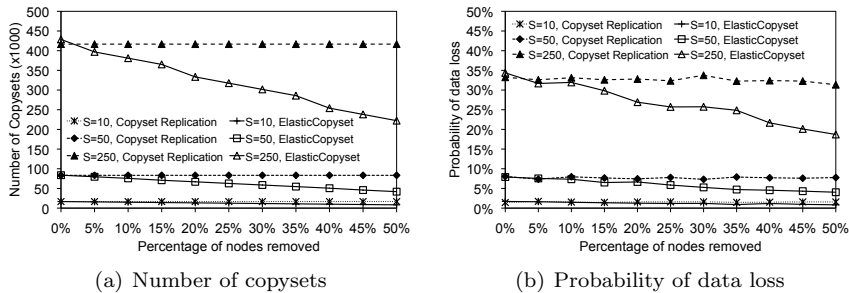 500
450
400
350
300
250
200
150
100
50
0
Number of Copysets (x1000)
S=10, Copyset Replication
S=10, ElasticCopyset
S=50, Copyset Replication
S=50, ElasticCopyset
S=250, Copyset Replication
S=250, ElasticCopyset
0% 5% 10% 15% 20% 25% 30% 35% 40% 45% 50%
Percentage of nodes removed
(a) Number of copysets
50%
45%
40%
35%
30%
25%
20%
15%
10%
5%
0%
Probability of data loss
S=10, Copyset Replication
S=10, ElasticCopyset
S=50, Copyset Replication
S=50, ElasticCopyset
S=250, Copyset Replication
S=250, ElasticCopyset
0% 5% 10% 15% 20% 25% 30% 35% 40% 45% 50%
Percentage of nodes removed
(b) Probability of data loss